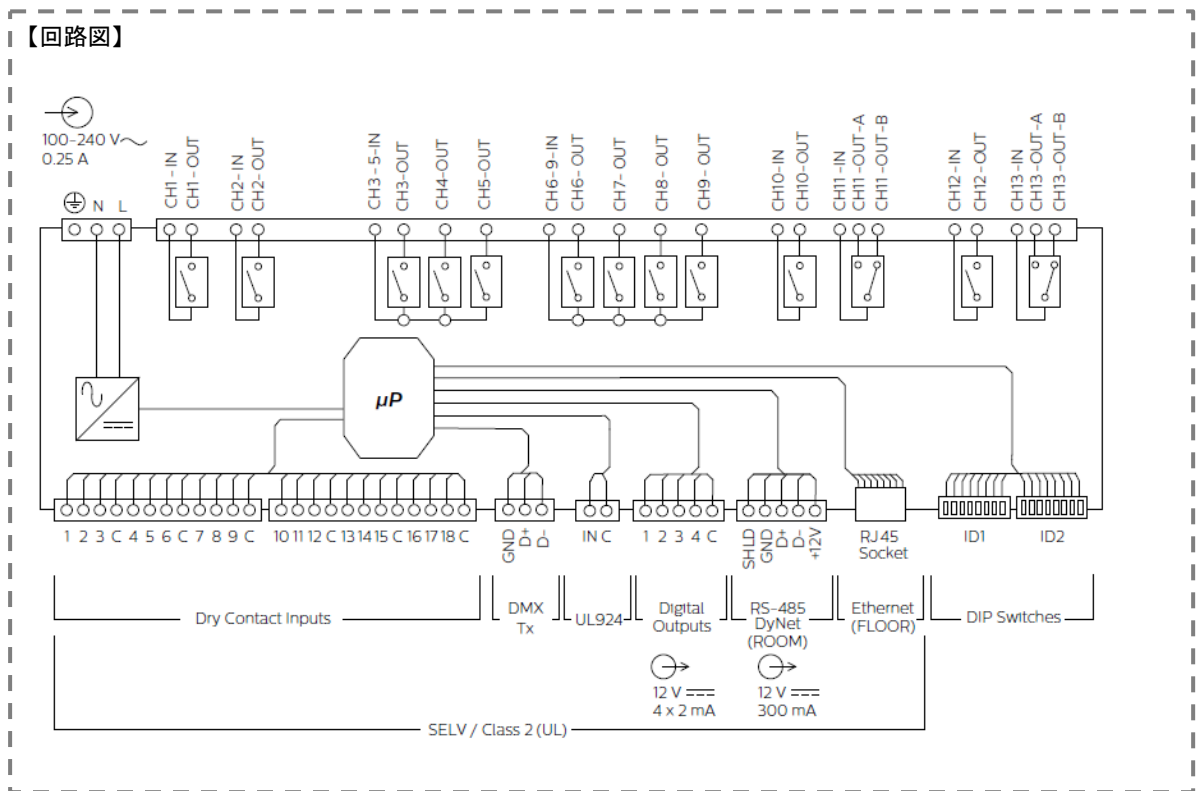 【回路図】
100-240 V
0.25 A
N L
CH1-IN
CH1-OUT
CH2-IN
CH2-OUT
CH3-5-IN
CH3-OUT
CH4-OUT
CH5-OUT
CH6-9-IN
CH6-OUT
CH7-OUT
CH8-OUT
CH9-OUT
CH10-IN
CH10-OUT
CH11-IN
CH11-OUT-A
CH11-OUT-B
CH12-IN
CH12-OUT
CH13-IN
CH13-OUT-A
CH13-OUT-B
μP
1 2 3 C 4 5 6 C 7 8 9 C
10 11 12 C 13 14 15 C 16 17 18 C
GND
D+
D-
IN C
1 2 3 4 C
SHLD
GND
D+
D-
+12V
RJ45
Socket
ID1
ID2
Dry Contact Inputs
DMX
Tx
UL924
Digital
Outputs
RS-485
DyNet
(ROOM)
Ethernet
(FLOOR)
DIP Switches
12 V
4 x 2 mA
12 V
300 mA
SELV / Class 2 (UL)